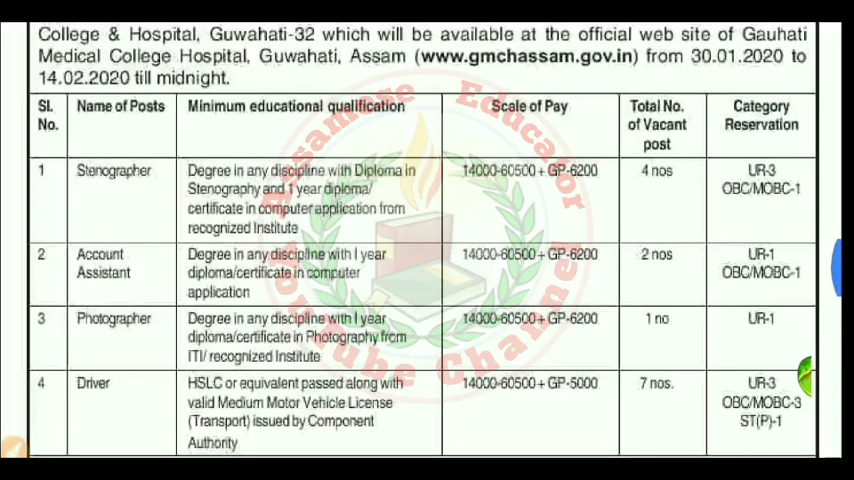 College & Hospital, Guwahati-32 which will be available at the official web site of Gauhati
Medical College Hospital, Guwahati, Assam (www.gmchassam.gov.in) from 30.01.2020 to
14.02.2020 till midnight.
Sl. No. Name of Posts Minimum educational qualification Scale of Pay Total No. of Vacant post Category Reservation
1 Stenographer Degree in any discipline with Diploma in 14000-60500+GP-6200 4 nos UR-3
Stenography and 1 year diploma/ OBC/MOBC-1
certificate in computer application from
recognized Institute
2 Account Degree in any discipline with I year 14000-60500+GP-6200 2 nos UR-1
Assistant diploma/certificate in computer OBC/MOBC-1
application
3 Photographer Degree in any discipline with I year 14000-60500+GP-6200 1 no UR-1
diploma/certificate in Photography from
ITI/ recognized Institute
4 Driver HSLC or equivalent passed along with 14000-60500+GP-5000 7 nos. UR-3
valid Medium Motor Vehicle License OBC/MOBC-3
(Transport) issued by Component ST(P)-1
Authority
Assamese Educator
YouTube Channel